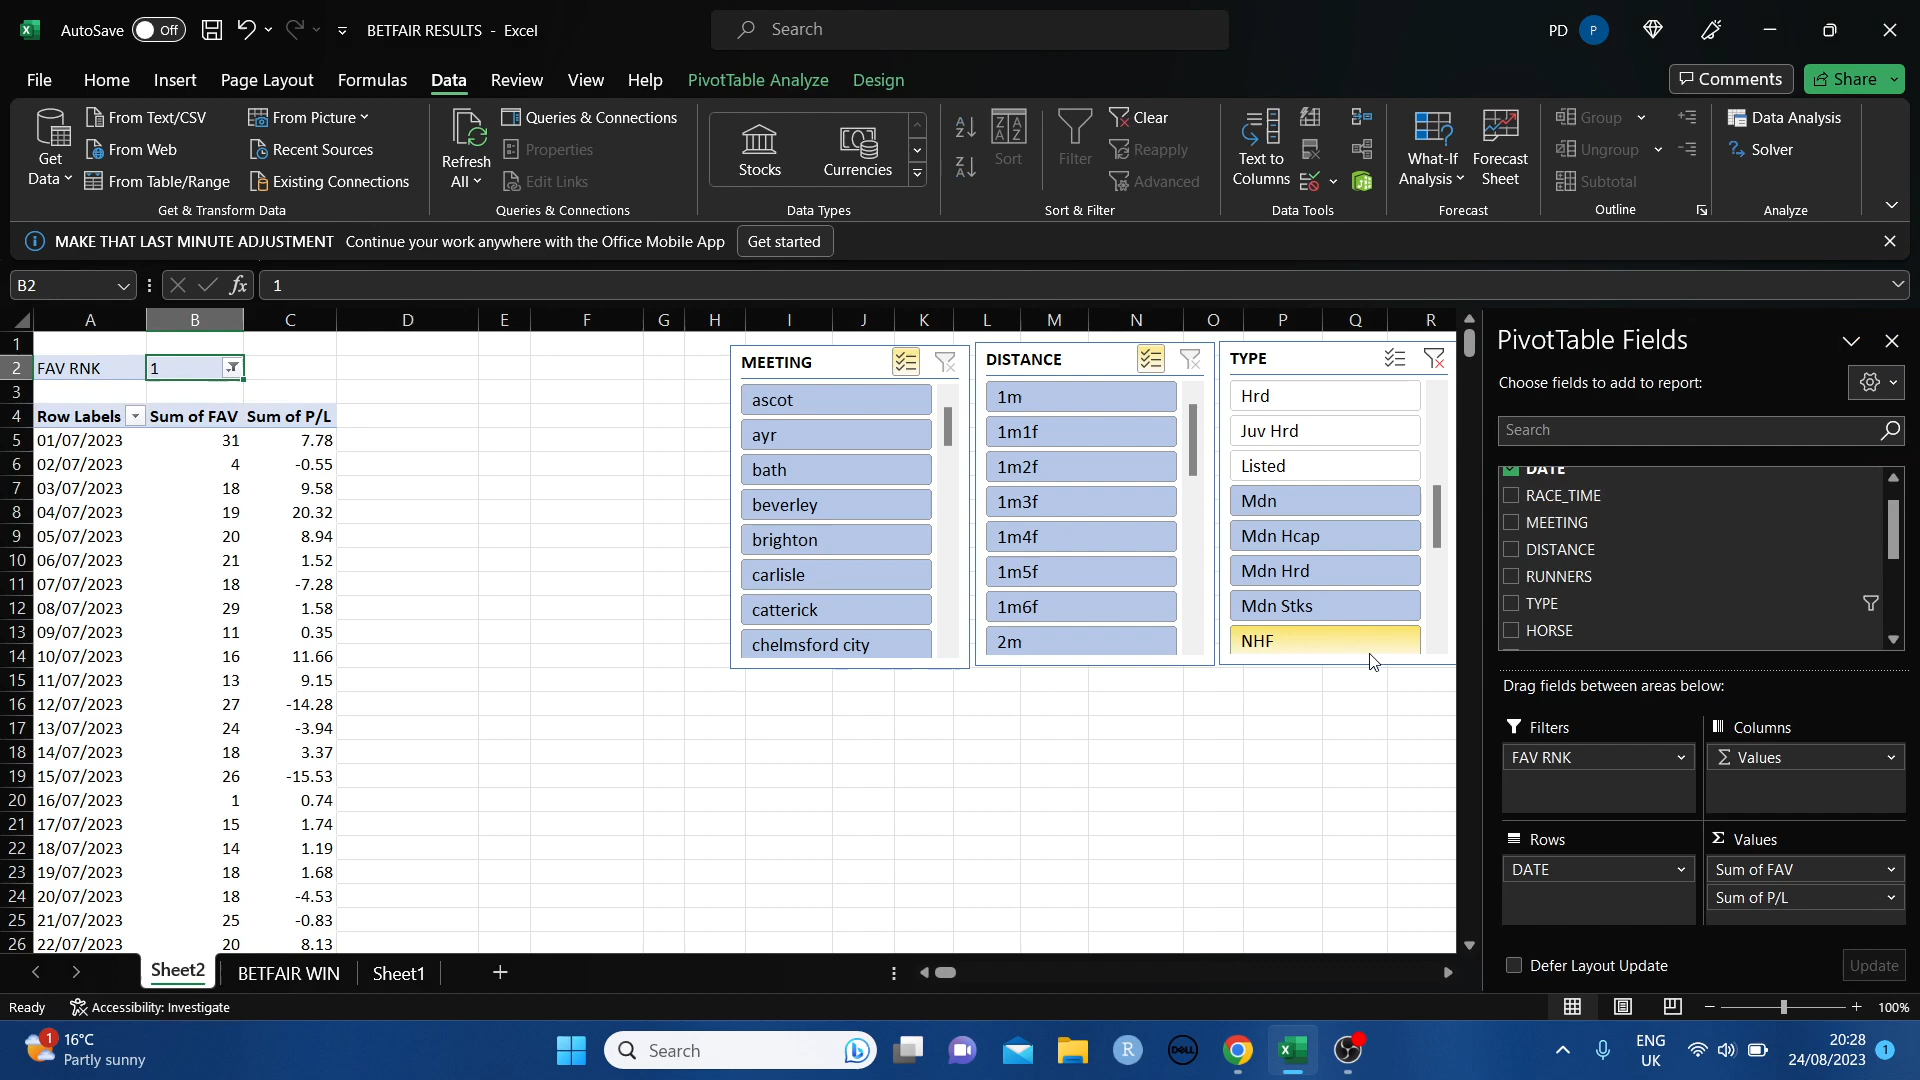 AutoSave Off BETFAIR RESULTS - Excel Search PD P
File Home Insert Page Layout Formulas Data Review View Help PivotTable Analyze Design Comments Share
Get Data From Text/CSV From Web From Table/Range From Picture Recent Sources Existing Connections
Refresh All Queries & Connections Properties Edit Links
Stocks Currencies
Sort Filter Clear Reapply Advanced
Text to Columns What-If Analysis Forecast Sheet
Group Ungroup Subtotal Data Analysis Solver
Get & Transform Data Queries & Connections Data Types Sort & Filter Data Tools Forecast Outline Analyze
MAKE THAT LAST MINUTE ADJUSTMENT Continue your work anywhere with the Office Mobile App Get started
B2 fx 1
A B C D E F G H I J K L M N O P Q R
1
2 FAV RNK 1
3
4 Row Labels Sum of FAV Sum of P/L
5 01/07/2023 31 7.78
6 02/07/2023 4 -0.55
7 03/07/2023 18 9.58
8 04/07/2023 19 20.32
9 05/07/2023 20 8.94
10 06/07/2023 21 1.52
11 07/07/2023 18 -7.28
12 08/07/2023 29 1.58
13 09/07/2023 11 0.35
14 10/07/2023 16 11.66
15 11/07/2023 13 9.15
16 12/07/2023 27 -14.28
17 13/07/2023 24 -3.94
18 14/07/2023 18 3.37
19 15/07/2023 26 -15.53
20 16/07/2023 1 0.74
21 17/07/2023 15 1.74
22 18/07/2023 14 1.19
23 19/07/2023 18 1.68
24 20/07/2023 18 -4.53
25 21/07/2023 25 -0.83
26 22/07/2023 20 8.13
MEETING
ascot
ayr
bath
beverley
brighton
carlisle
catterick
chelmsford city
DISTANCE
1m
1m1f
1m2f
1m3f
1m4f
1m5f
1m6f
2m
TYPE
Hrd
Juv Hrd
Listed
Mdn
Mdn Hcap
Mdn Hrd
Mdn Stks
NHF
PivotTable Fields
Choose fields to add to report:
Search
DATE
RACE_TIME
MEETING
DISTANCE
RUNNERS
TYPE
HORSE
Drag fields between areas below:
Filters Columns
FAV RNK Σ Values
Rows Σ Values
DATE Sum of FAV
Sum of P/L
Defer Layout Update Update
Sheet2 BETFAIR WIN Sheet1
Ready Accessibility: Investigate 100%
1 16°C
Partly sunny
Search
R
DELL
ENG
UK
20:28
24/08/2023
1